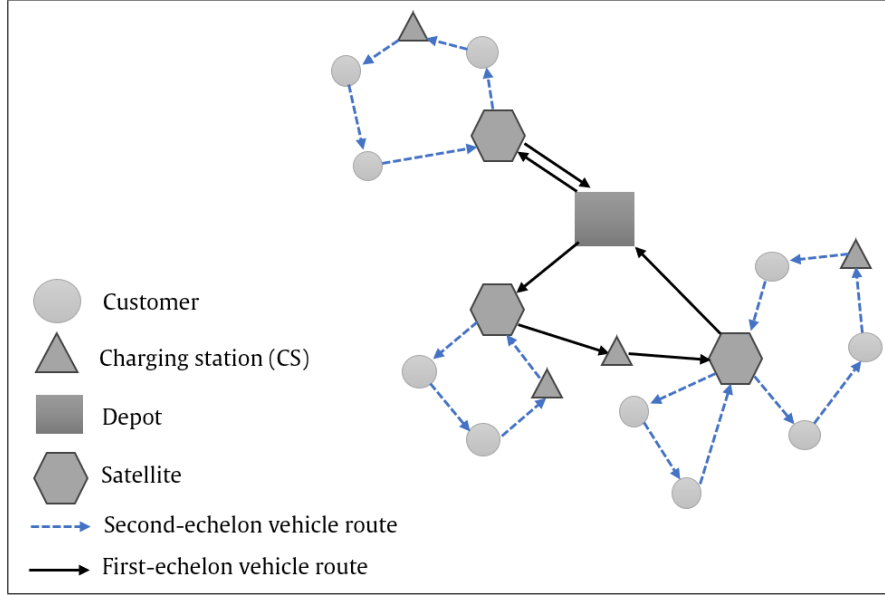 Customer
Charging station (CS)
Depot
Satellite
Second-echelon vehicle route
First-echelon vehicle route